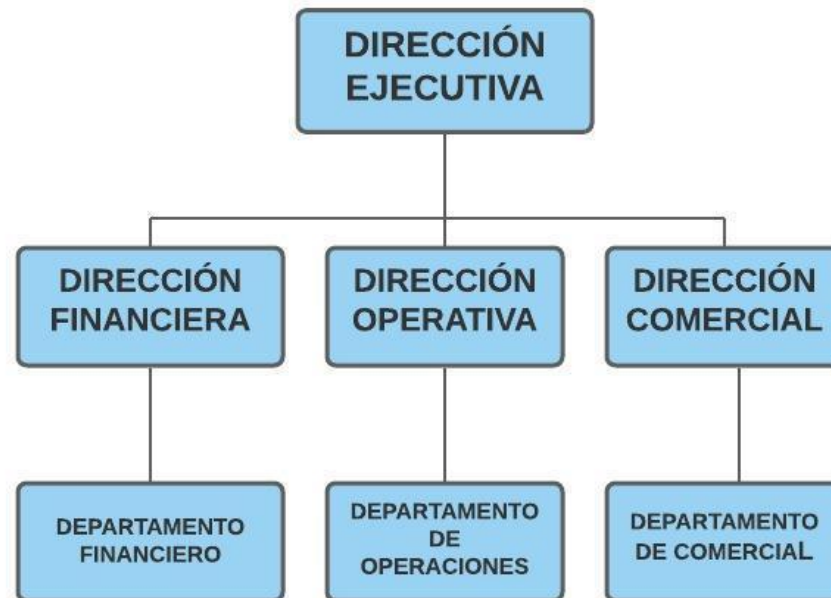 DIRECCIÓN
EJECUTIVA
DIRECCIÓN
FINANCIERA
DIRECCIÓN
OPERATIVA
DIRECCIÓN
COMERCIAL
DEPARTAMENTO
FINANCIERO
DEPARTAMENTO
DE
OPERACIONES
DEPARTAMENTO
DE COMERCIAL